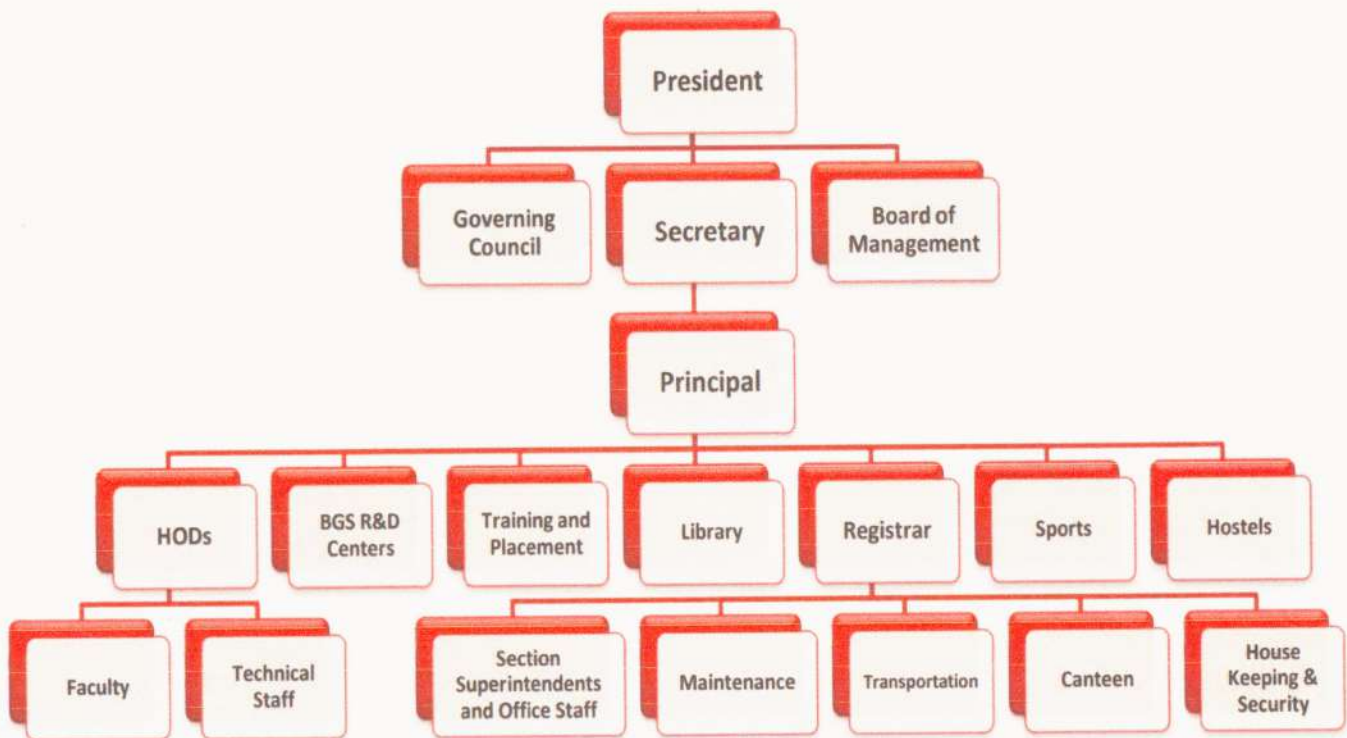 President
Governing
Council
Secretary
Board of
Management
Principal
HODs
BGS R&D
Centers
Training and
Placement
Library
Registrar
Sports
Hostels
Faculty
Technical
Staff
Section
Superintendents
and Office Staff
Maintenance
Transportation
Canteen
House
Keeping &
Security